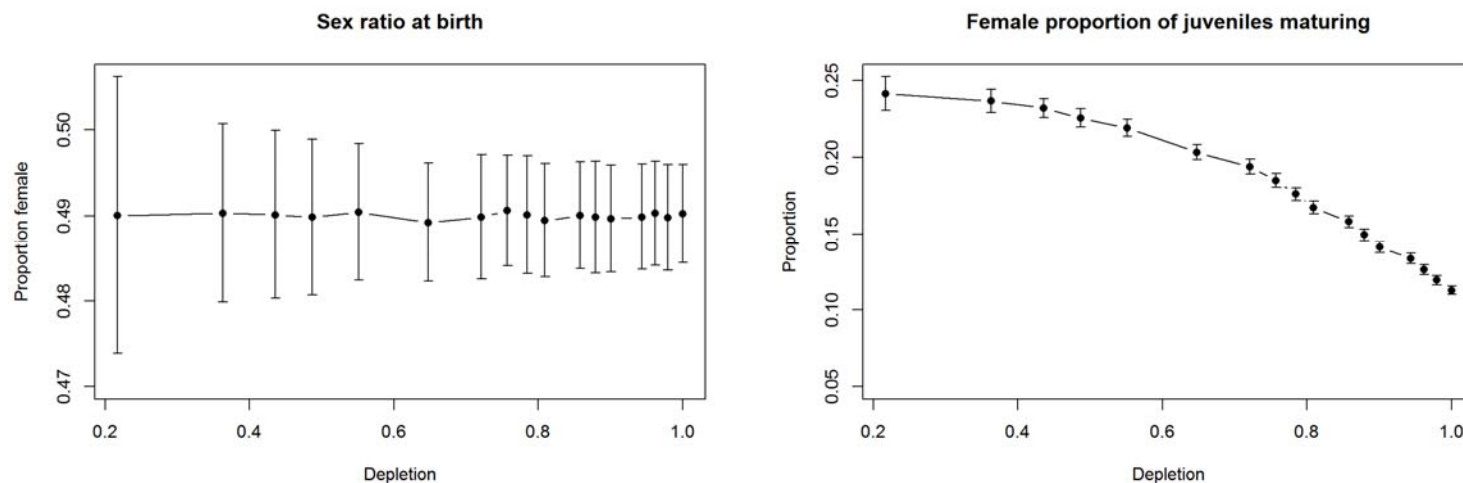 Sex ratio at birth
Proportion female
0.50
0.49
0.48
0.47
0.2 0.4 0.6 0.8 1.0
Depletion
Female proportion of juveniles maturing
Proportion
0.25
0.20
0.15
0.10
0.05
0.2 0.4 0.6 0.8 1.0
Depletion